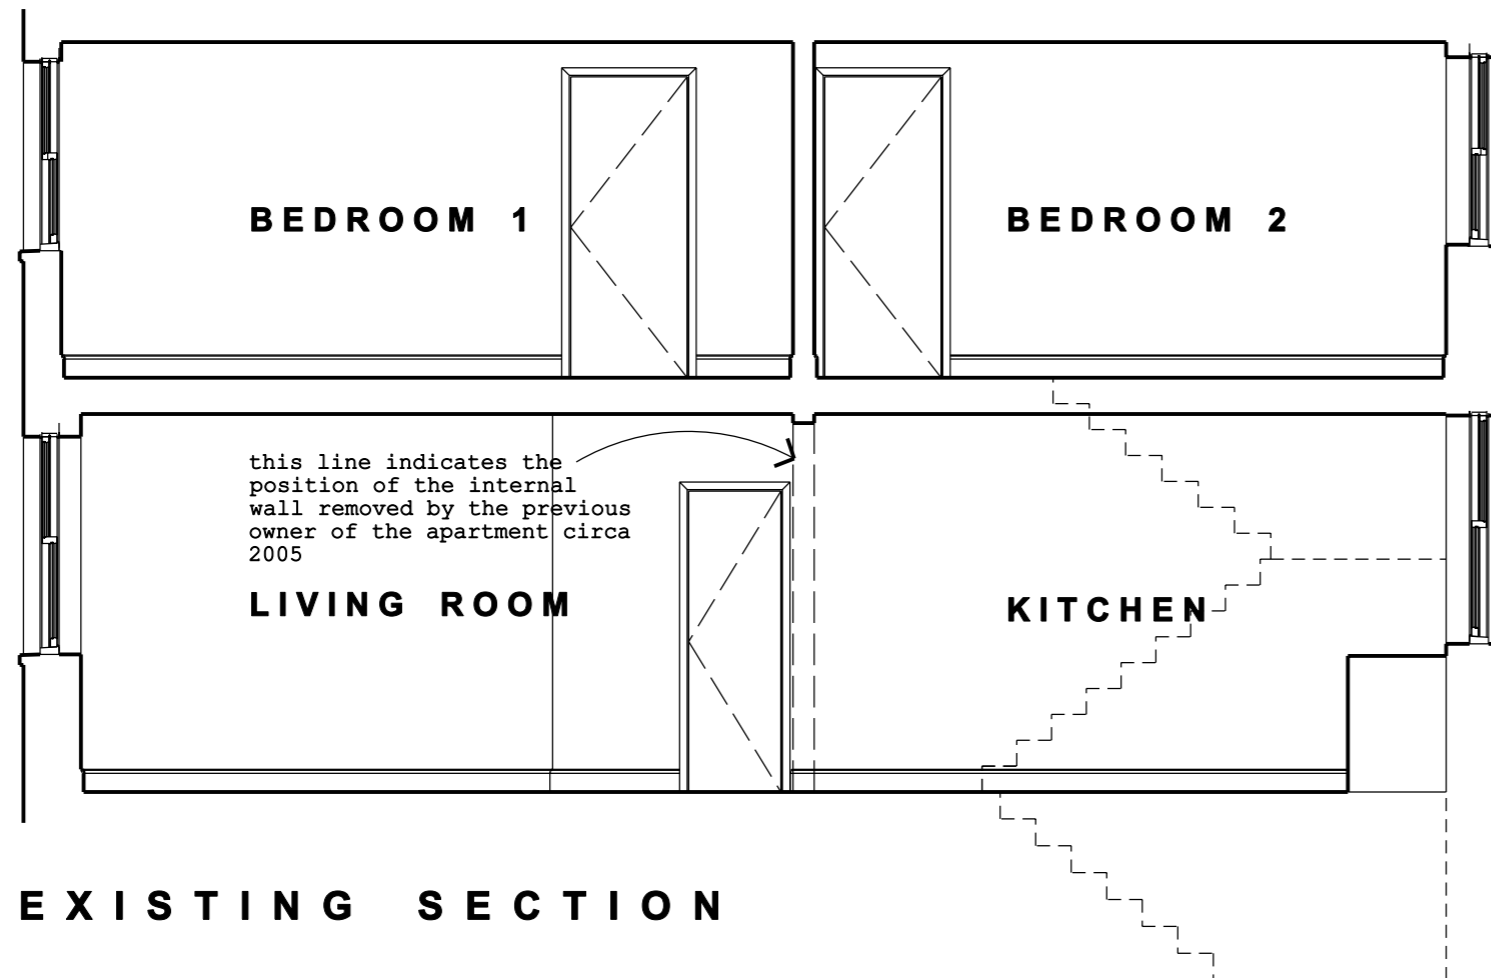 BEDROOM 1
BEDROOM 2
this line indicates the
position of the internal
wall removed by the previous
owner of the apartment circa
2005
LIVING ROOM
KITCHEN
EXISTING SECTION